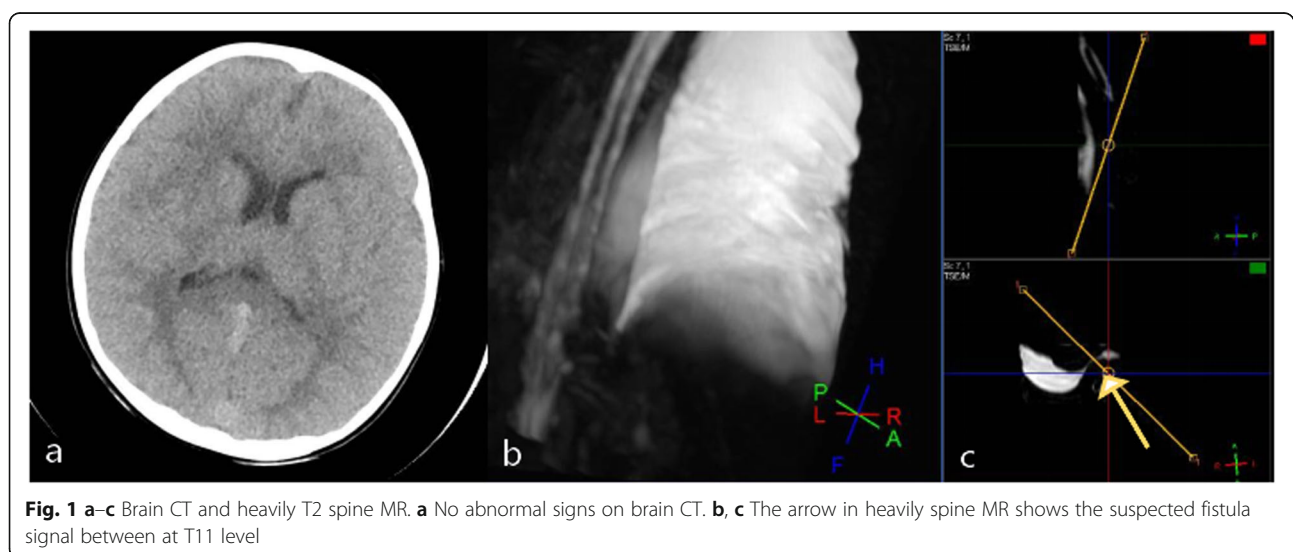 a
b
H
P
L
R
A
F
Sc 7, 1
TSE/M
A
P
Sc 7, 1
TSE/M
c
Fig. 1 a–c Brain CT and heavily T2 spine MR. a No abnormal signs on brain CT. b, c The arrow in heavily spine MR shows the suspected fistula
signal between at T11 level